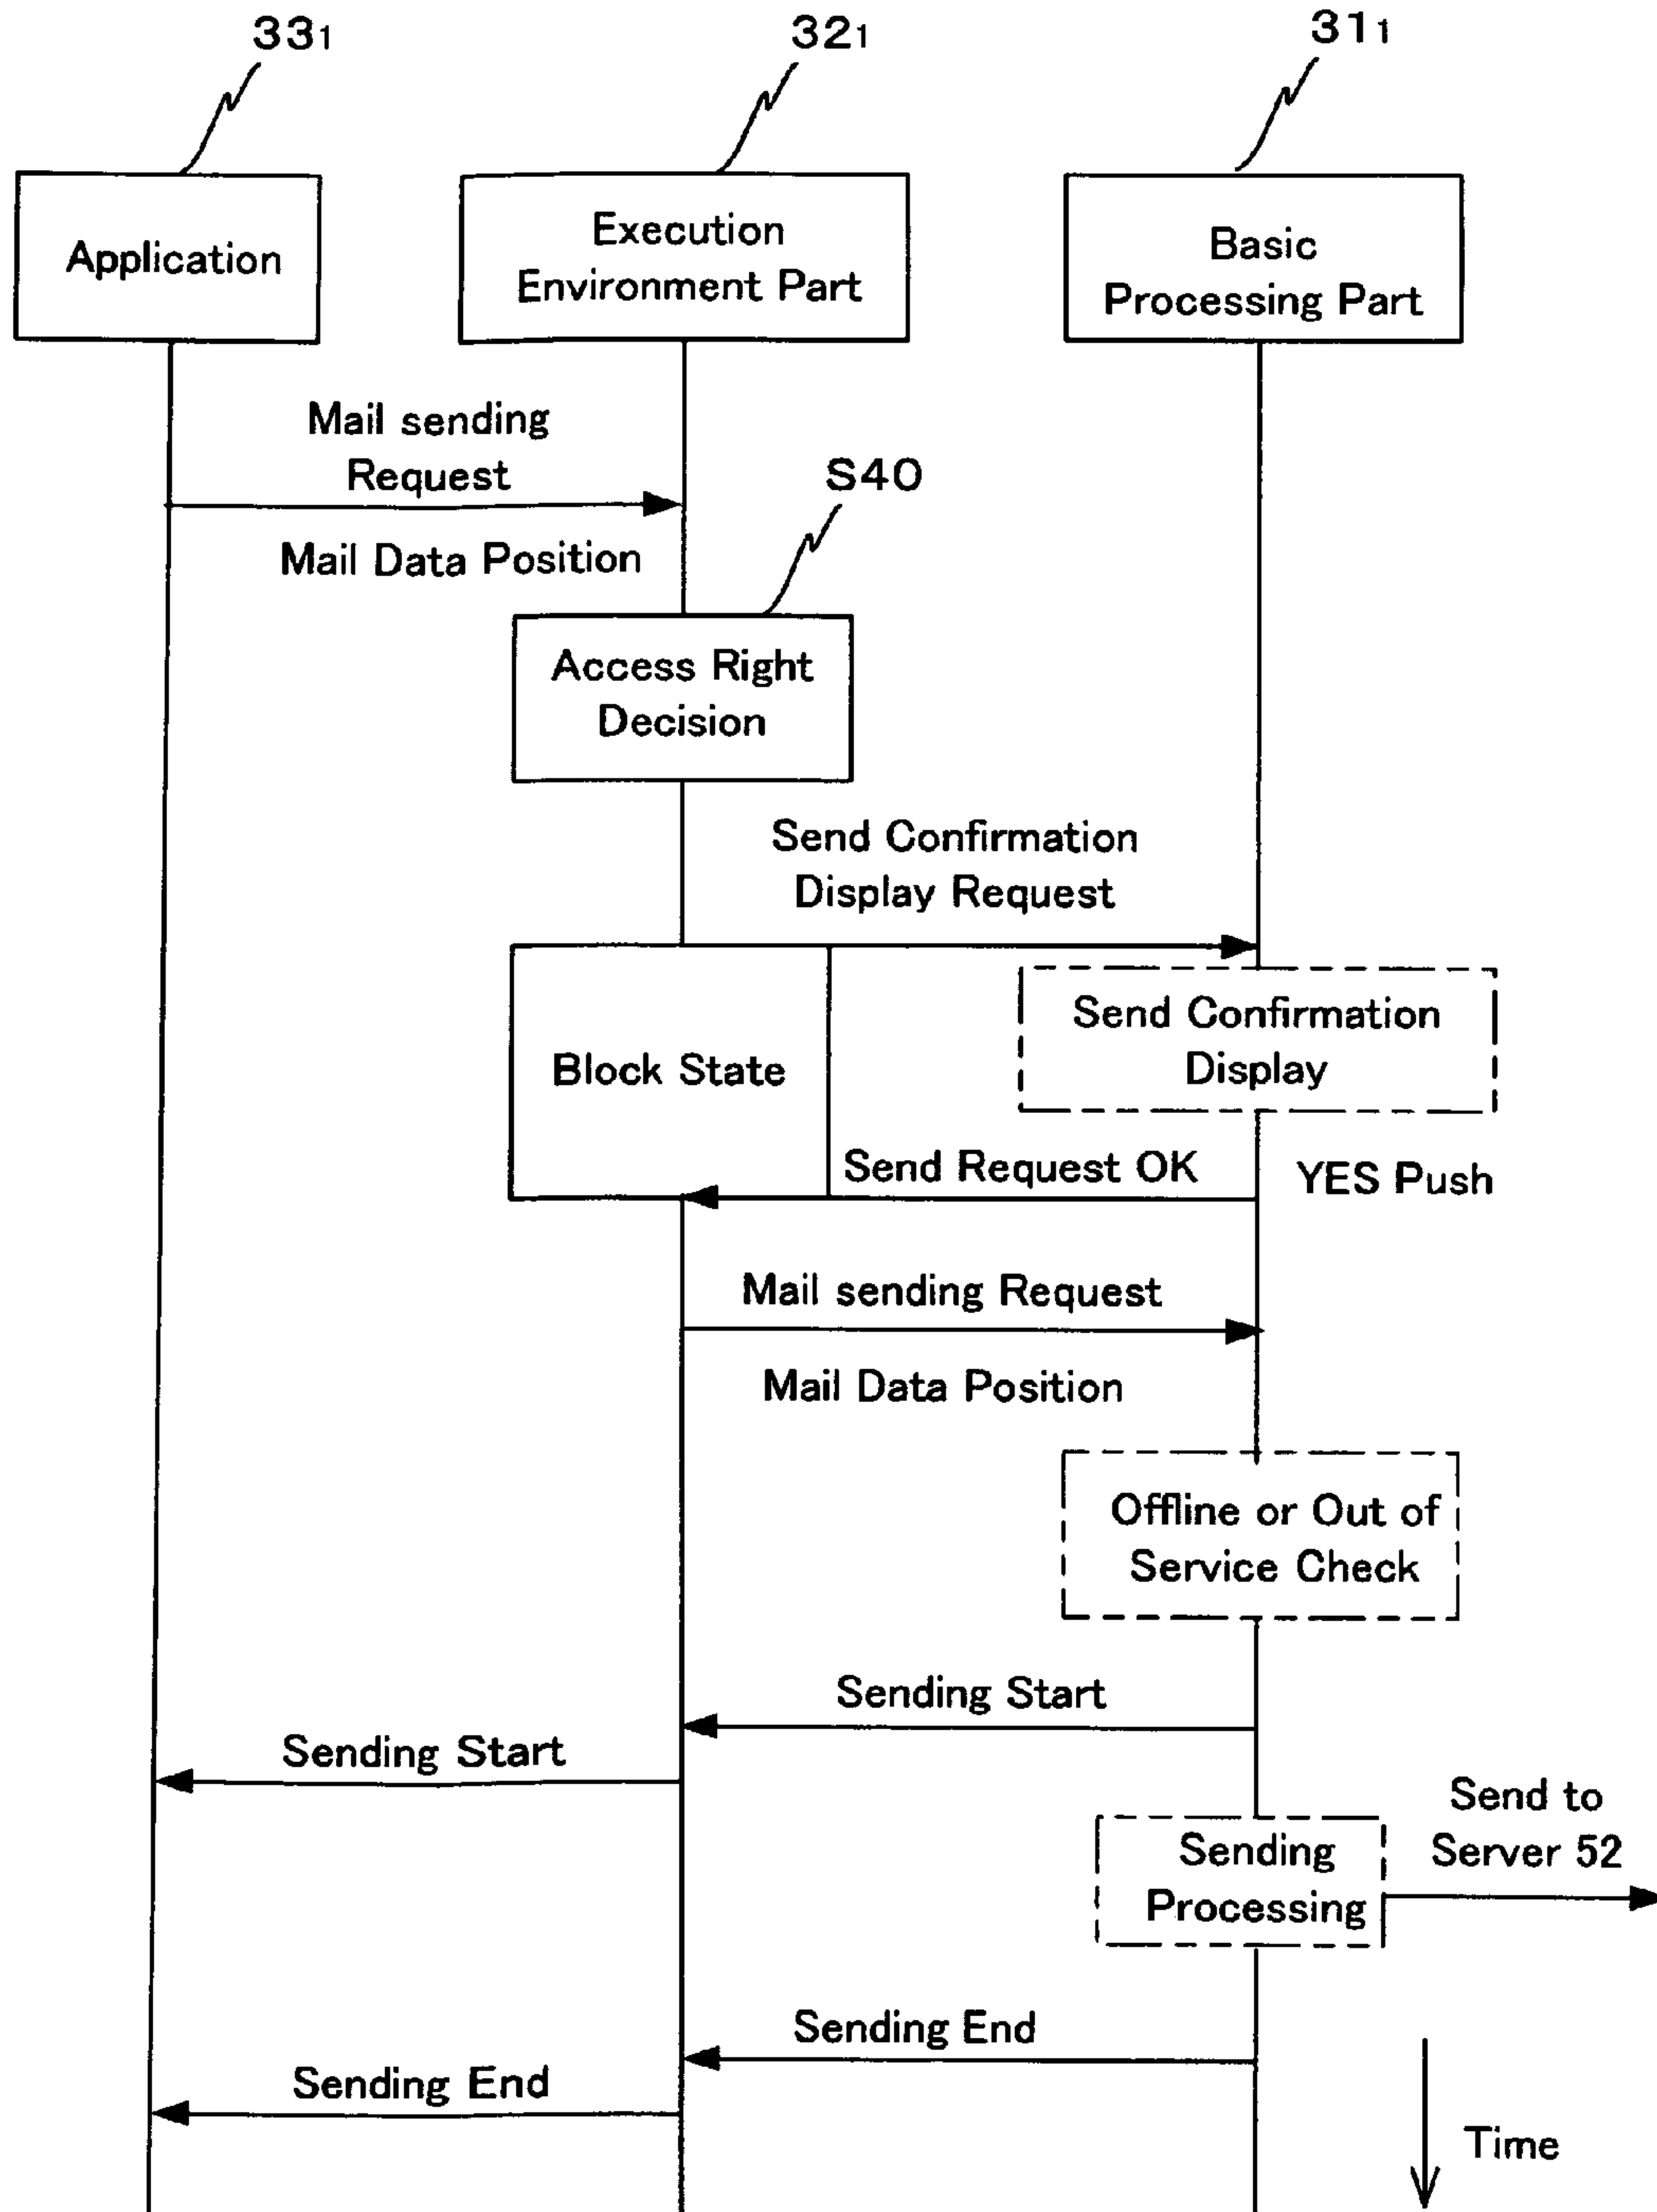 33₁
32₁
31₁
Application
Execution
Environment Part
Basic
Processing Part
Mail sending
Request
Mail Data Position
S40
Access Right
Decision
Send Confirmation
Display Request
Block State
Send Confirmation
Display
Send Request OK
YES Push
Mail sending Request
Mail Data Position
Offline or Out of
Service Check
Sending Start
Sending Start
Send to
Server 52
Sending
Processing
Sending End
Sending End
Time